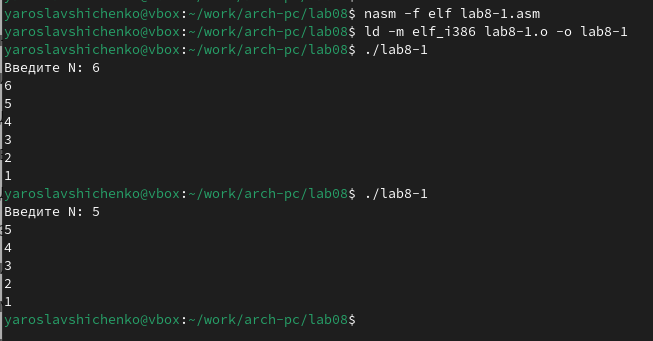 yaroslavshichenko@vbox:~/work/arch-pc/lab08$ nasm -f elf lab8-1.asm
yaroslavshichenko@vbox:~/work/arch-pc/lab08$ ld -m elf_i386 lab8-1.o -o lab8-1
yaroslavshichenko@vbox:~/work/arch-pc/lab08$ ./lab8-1
Введите N: 6
6
5
4
3
2
1
yaroslavshichenko@vbox:~/work/arch-pc/lab08$ ./lab8-1
Введите N: 5
5
4
3
2
1
yaroslavshichenko@vbox:~/work/arch-pc/lab08$